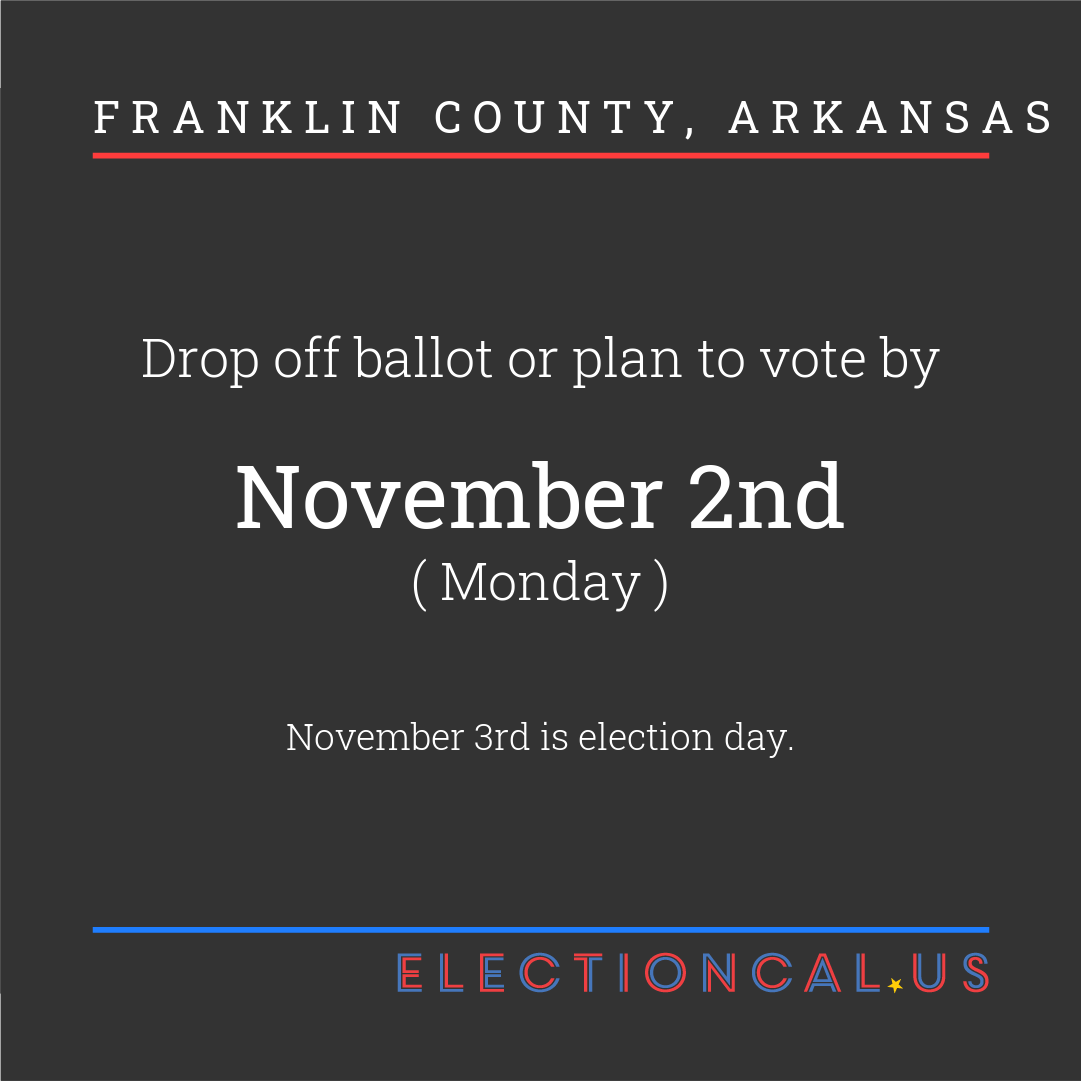 FRANKLIN COUNTY, ARKANSAS
Drop off ballot or plan to vote by
November 2nd
( Monday )
November 3rd is election day.
ELECTIONCAL.US